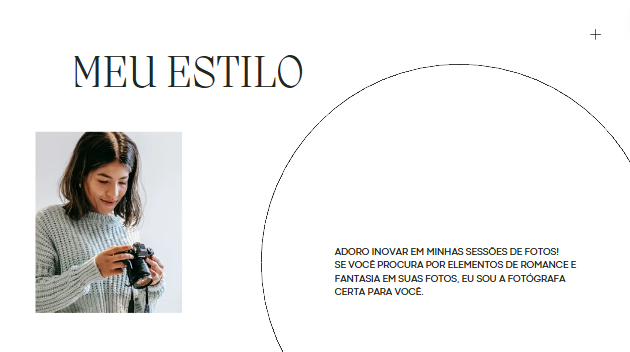 MEU ESTILO
ADORO INOVAR EM MINHAS SESSÕES DE FOTOS!
SE VOCÊ PROCURA POR ELEMENTOS DE ROMANCE E
FANTASIA EM SUAS FOTOS, EU SOU A FOTÓGRAFA
CERTA PARA VOCÊ.